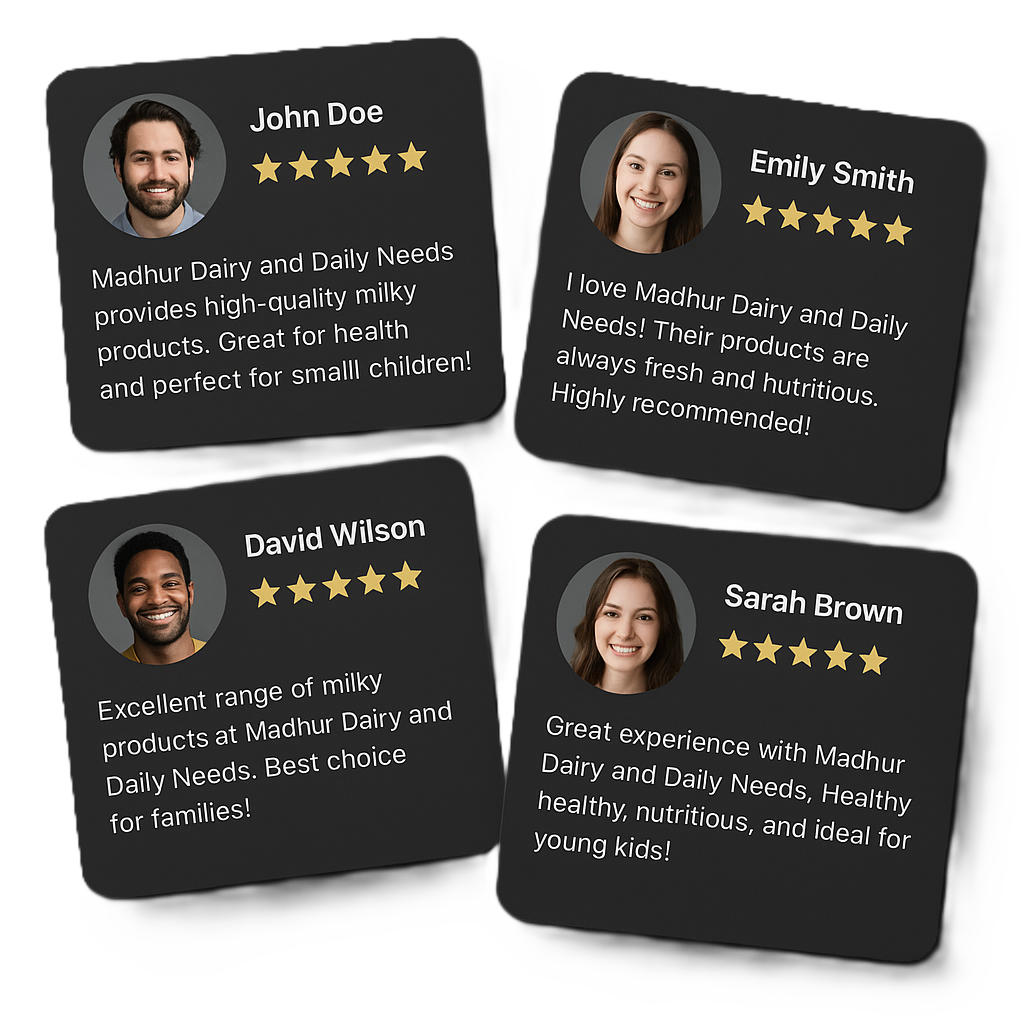 John Doe
Madhur Dairy and Daily Needs
provides high-quality milky
products. Great for health
and perfect for smalll children!
Emily Smith
I love Madhur Dairy and Daily
Needs! Their products are
always fresh and hutritious.
Highly recommended!
David Wilson
Excellent range of milky
products at Madhur Dairy and
Daily Needs. Best choice
for families!
Sarah Brown
Great experience with Madhur
Dairy and Daily Needs, Healthy
healthy, nutritious, and ideal for
young kids!